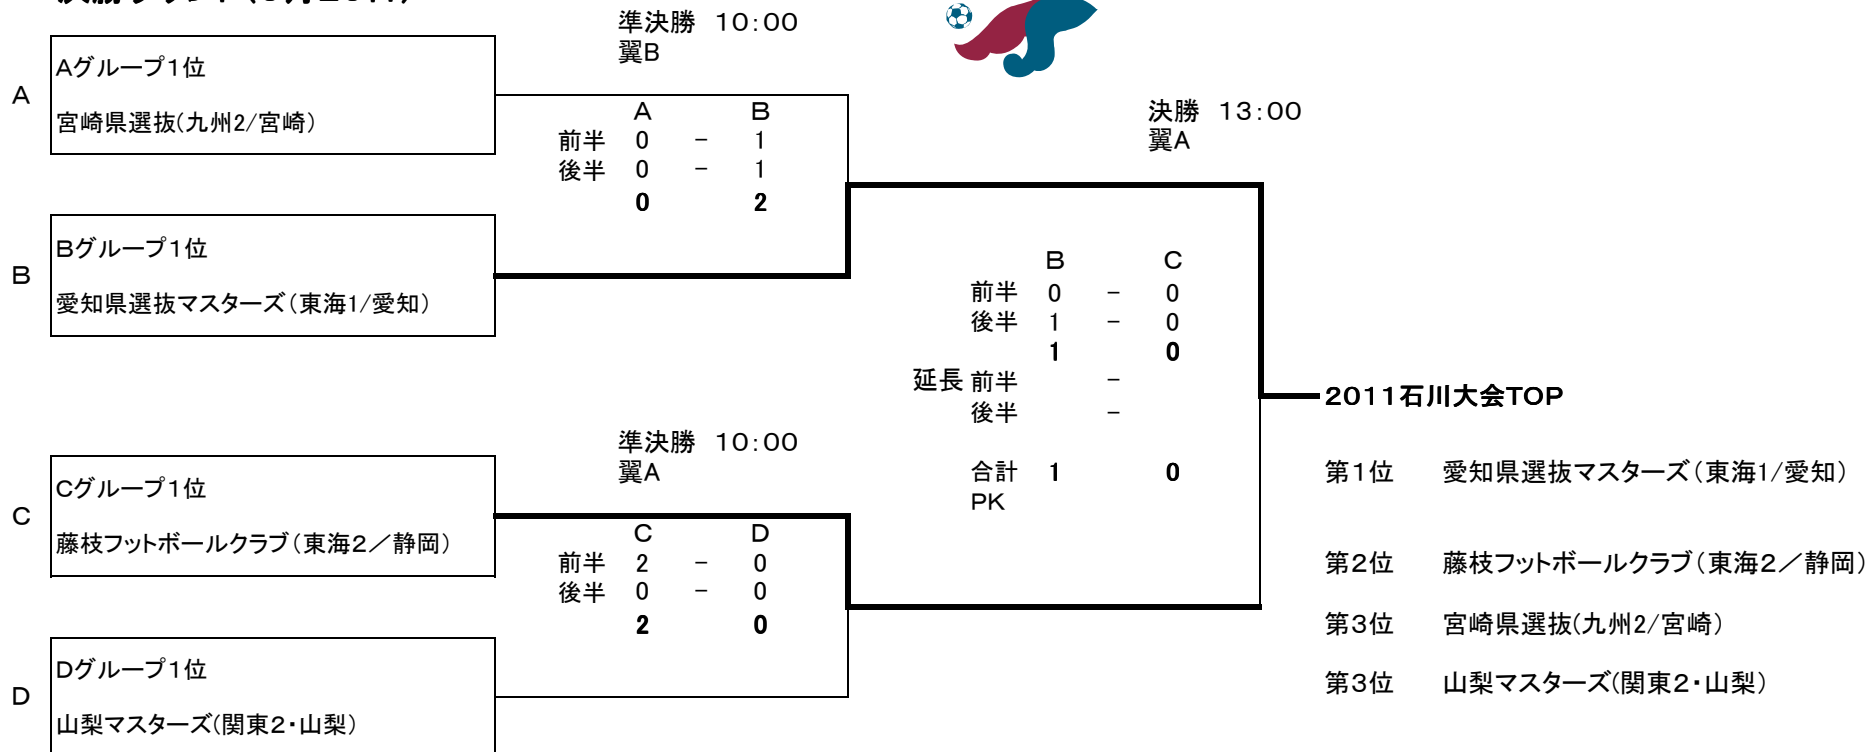 準決勝 10:00
翼B
A
Aグループ1位
宮崎県選抜(九州2/宮崎)
A B
前半 0 － 1
後半 0 － 1
0 2
決勝 13:00
翼A
B
Bグループ1位
愛知県選抜マスターズ(東海1/愛知)
B C
前半 0 － 0
後半 1 － 0
1 0
延長 前半 －
後半 －
合計 1 0
PK
2011石川大会TOP
準決勝 10:00
翼A
C
Cグループ1位
藤枝フットボールクラブ(東海2／静岡)
C D
前半 2 － 0
後半 0 － 0
2 0
D
Dグループ1位
山梨マスターズ(関東2・山梨)
第1位 愛知県選抜マスターズ(東海1/愛知)
第2位 藤枝フットボールクラブ(東海2／静岡)
第3位 宮崎県選抜(九州2/宮崎)
第3位 山梨マスターズ(関東2・山梨)